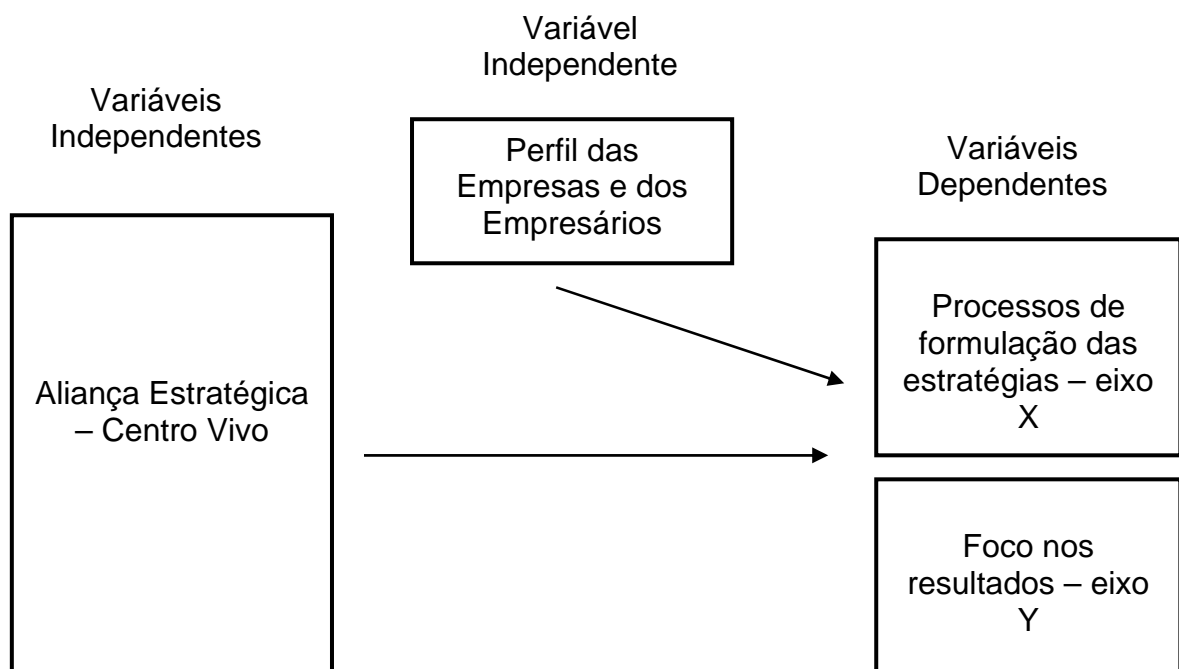 Variáveis
Independentes
Aliança Estratégica
– Centro Vivo
Variável
Independente
Perfil das
Empresas e dos
Empresários
Variáveis
Dependentes
Processos de
formulação das
estratégias – eixo
X
Foco nos
resultados – eixo
Y